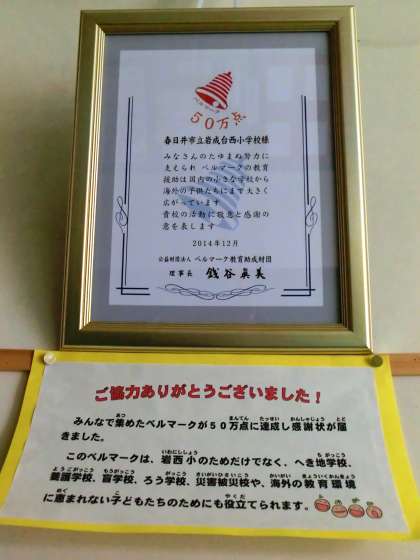 ベルマーク
50万点
春日井市立岩成台西小学校様
みなさんのたゆまぬ努力に
支えられ ベルマークの教育
援助は国内の小さな学校から
海外の子供たちにまで大きく
広がっています
貴校の活動に敬意と感謝の
意を表します
2014年12月
公益財団法人 ベルマーク教育助成財団
理事長 銭谷眞美
ご協力ありがとうございました!
みんなで集めたベルマークが50万点に達成し感謝状が届
きました。
このベルマークは、岩西小のためだけでなく、へき地学校、
養護学校、盲学校、ろう学校、災害被災校や、海外の教育環境
に恵まれない子どもたちのためにも役立てられます。